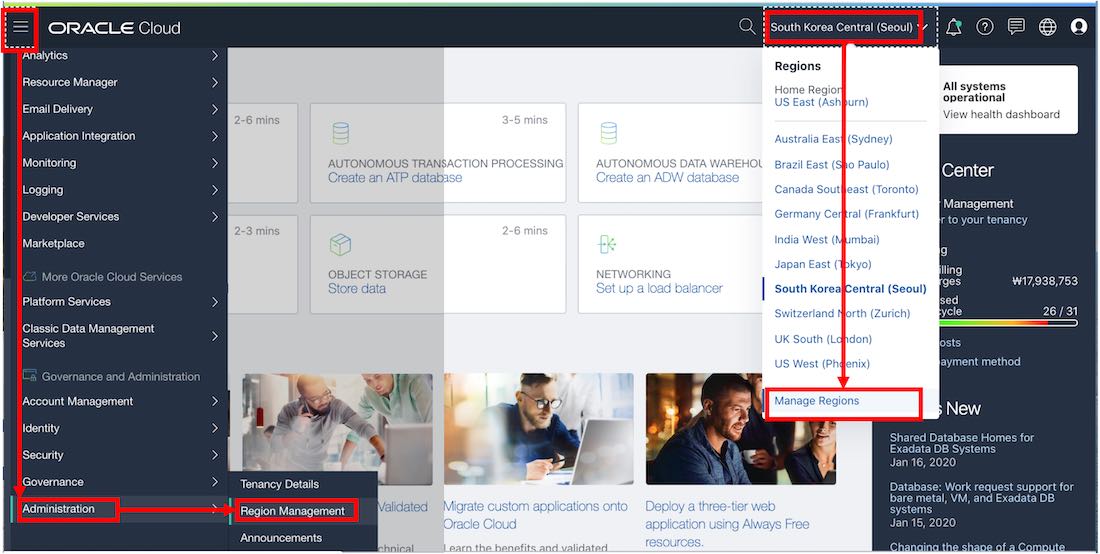 ORACLE Cloud
South Korea Central (Seoul)
Analytics
Resource Manager
Email Delivery
Application Integration
Monitoring
Logging
Developer Services
Marketplace
More Oracle Cloud Services
Platform Services
Classic Data Management
Services
Governance and Administration
Account Management
Identity
Security
Governance
Administration
Tenancy Details
Region Management
Announcements
2-6 mins
3-5 mins
AUTONOMOUS TRANSACTION PROCESSING
Create an ATP database
AUTONOMOUS DATA WAREHOU
Create an ADW database
2-3 mins
2-6 mins
OBJECT STORAGE
Store data
NETWORKING
Set up a load balancer
Validated
chnical
Migrate custom applications onto
Oracle Cloud
Learn the benefits and validated
Deploy a three-tier web
application using Always Free
resources.
Regions
Home Region
US East (Ashburn)
Australia East (Sydney)
Brazil East (Sao Paulo)
Canada Southeast (Toronto)
Germany Central (Frankfurt)
India West (Mumbai)
Japan East (Tokyo)
South Korea Central (Seoul)
Switzerland North (Zurich)
UK South (London)
US West (Phoenix)
Manage Regions
All systems
operational
View health dashboard
Center
Management
er to your tenancy
ng
illing
rges
₩17,938,753
sed
cycle
26 / 31
osts
payment method
s New
Shared Database Homes for
Exadata DB Systems
Jan 16, 2020
Database: Work request support for
bare metal, VM, and Exadata DB
systems
Jan 15, 2020
Changing the shape of a Compute